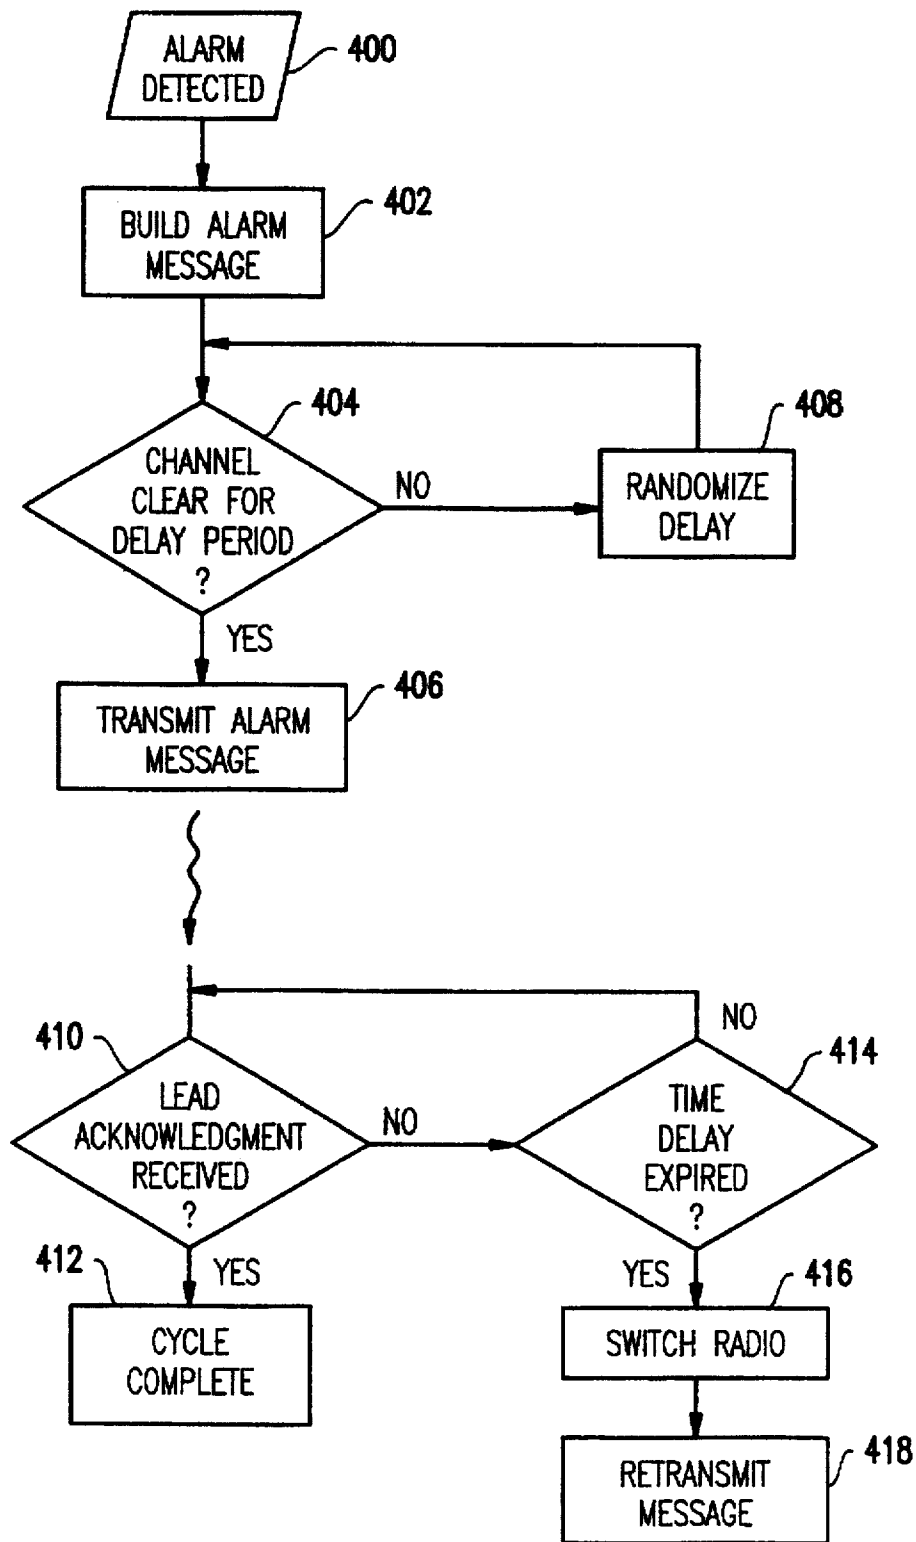 ALARM
DETECTED
400
BUILD ALARM
MESSAGE
402
CHANNEL
CLEAR FOR
DELAY PERIOD
?
404
NO
RANDOMIZE
DELAY
408
YES
TRANSMIT ALARM
MESSAGE
406
410
LEAD
ACKNOWLEDGMENT
RECEIVED
?
NO
TIME
DELAY
EXPIRED
?
414
NO
412
YES
CYCLE
COMPLETE
YES
416
SWITCH RADIO
RETRANSMIT
MESSAGE
418